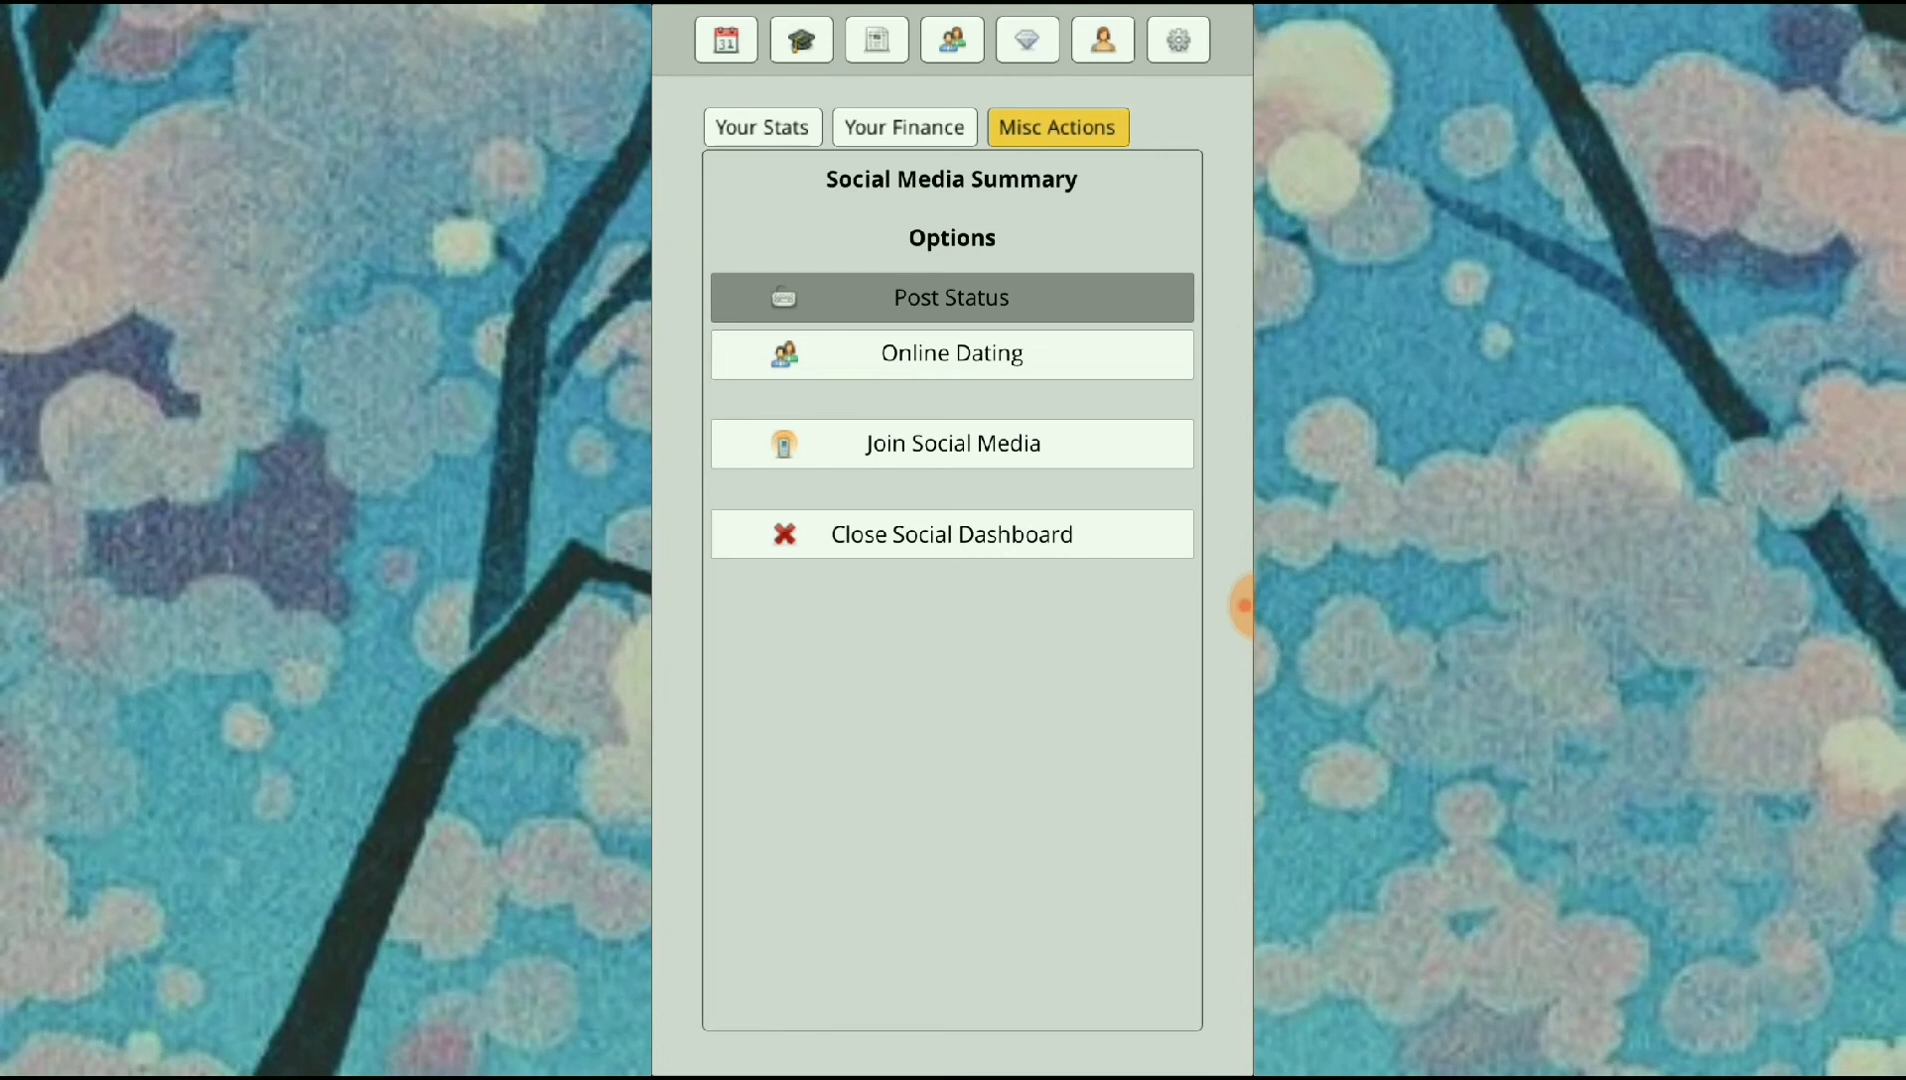 31
Your Stats
Your Finance
Misc Actions
Social Media Summary
Options
Post Status
Online Dating
Join Social Media
Close Social Dashboard